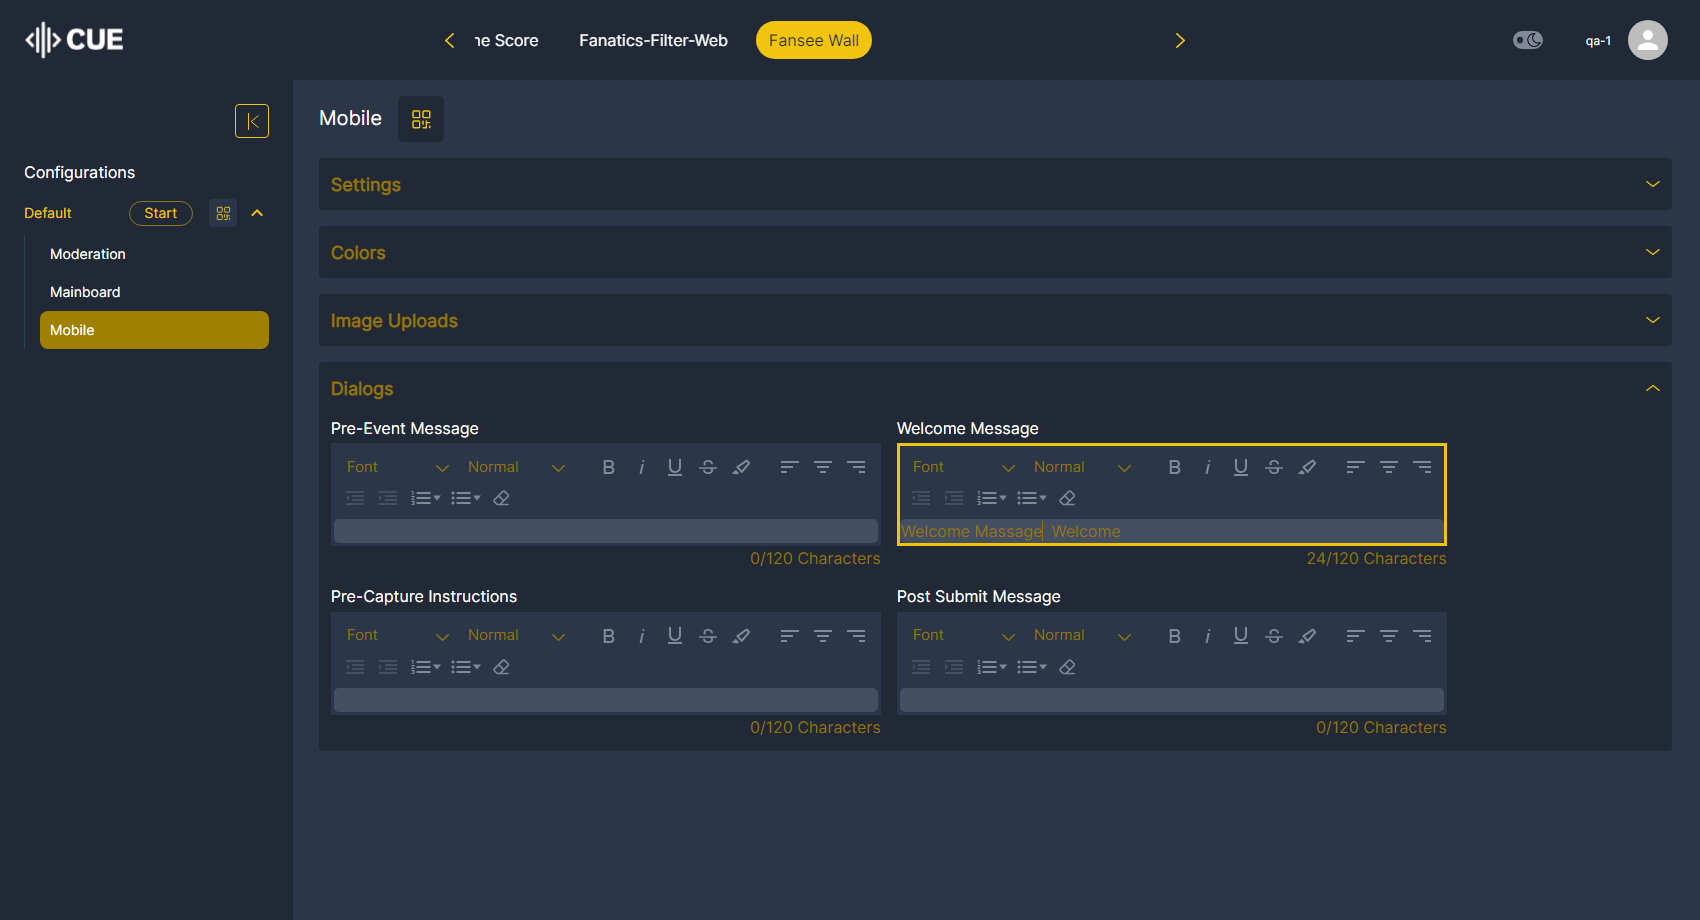 CUE
ne Score
Fanatics-Filter-Web
Fansee Wall
qa-1
Configurations
Default
Start
Moderation
Mainboard
Mobile
Mobile
Settings
Colors
Image Uploads
Dialogs
Pre-Event Message
Font Normal
0/120 Characters
Welcome Message
Font Normal
Welcome Massage Welcome
24/120 Characters
Pre-Capture Instructions
Font Normal
0/120 Characters
Post Submit Message
Font Normal
0/120 Characters